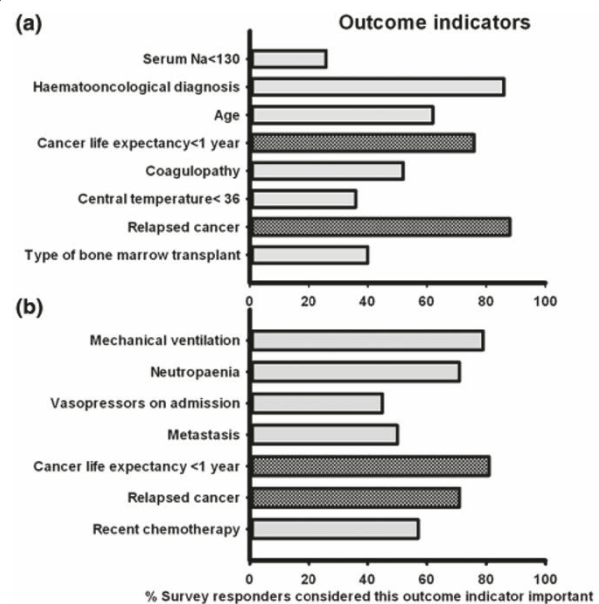 (a)
Outcome indicators
Serum Na<130
Haematooncological diagnosis
Age
Cancer life expectancy<1 year
Coagulopathy
Central temperature< 36
Relapsed cancer
Type of bone marrow transplant
0 20 40 60 80 100
(b)
Mechanical ventilation
Neutropaenia
Vasopressors on admission
Metastasis
Cancer life expectancy <1 year
Relapsed cancer
Recent chemotherapy
0 20 40 60 80 100
% Survey responders considered this outcome indicator important